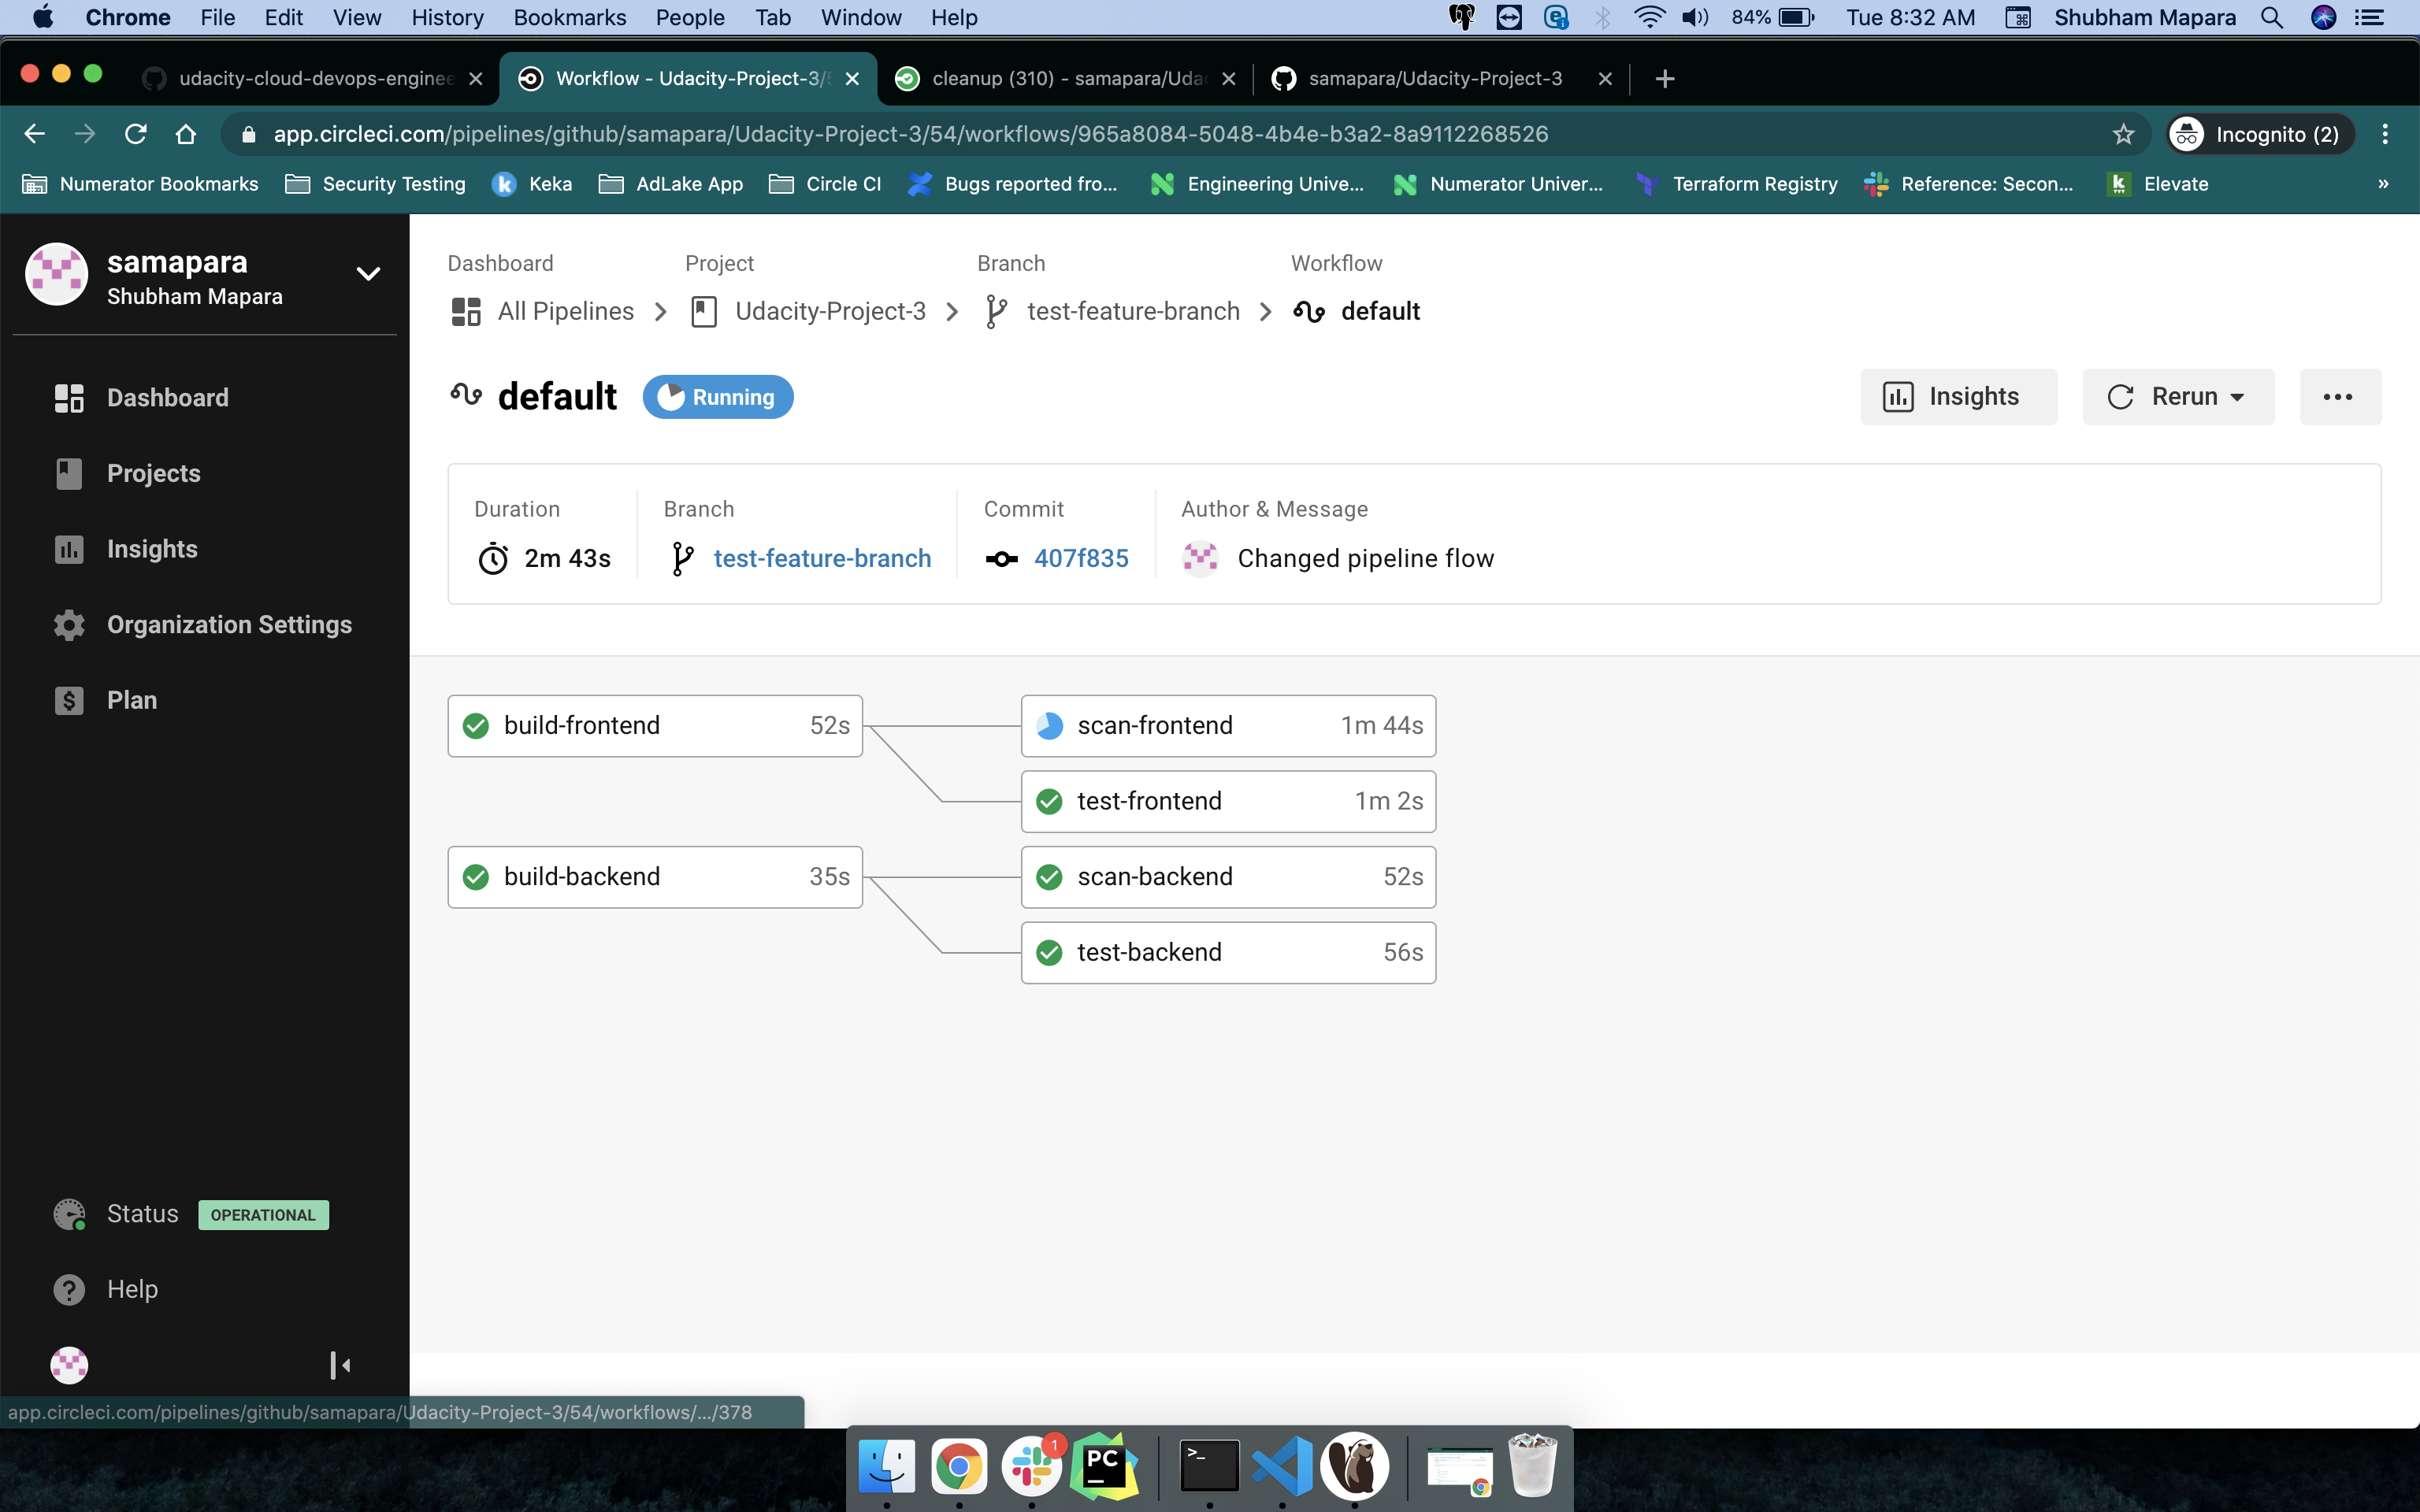 Chrome File Edit View History Bookmarks People Tab Window Help 84% Tue 8:32 AM Shubham Mapara
udacity-cloud-devops-enginee Workflow - Udacity-Project-3/5 cleanup (310) - samapara/Udac samapara/Udacity-Project-3
app.circleci.com/pipelines/github/samapara/Udacity-Project-3/54/workflows/965a8084-5048-4b4e-b3a2-8a9112268526 Incognito (2)
Numerator Bookmarks Security Testing Keka AdLake App Circle CI Bugs reported fro... Engineering Unive... Numerator Univer... Terraform Registry Reference: Secon... Elevate »
samapara
Shubham Mapara
Dashboard
Projects
Insights
Organization Settings
Plan
Status OPERATIONAL
Help
Dashboard Project Branch Workflow
All Pipelines Udacity-Project-3 test-feature-branch default
default Running Insights Rerun
Duration Branch Commit Author & Message
2m 43s test-feature-branch 407f835 Changed pipeline flow
build-frontend 52s scan-frontend 1m 44s
test-frontend 1m 2s
build-backend 35s scan-backend 52s
test-backend 56s
app.circleci.com/pipelines/github/samapara/Udacity-Project-3/54/workflows/.../378
1
PC
>_